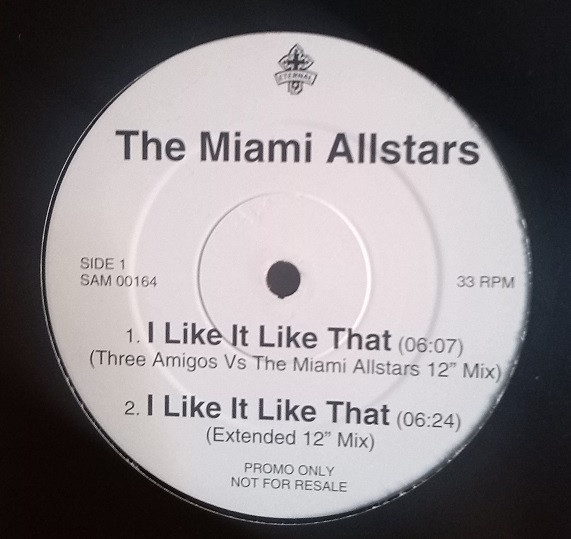 ETERNAL
The Miami Allstars
SIDE 1
SAM 00164
33 RPM
1. I Like It Like That (06:07)
(Three Amigos Vs The Miami Allstars 12” Mix)
2. I Like It Like That (06:24)
(Extended 12” Mix)
PROMO ONLY
NOT FOR RESALE